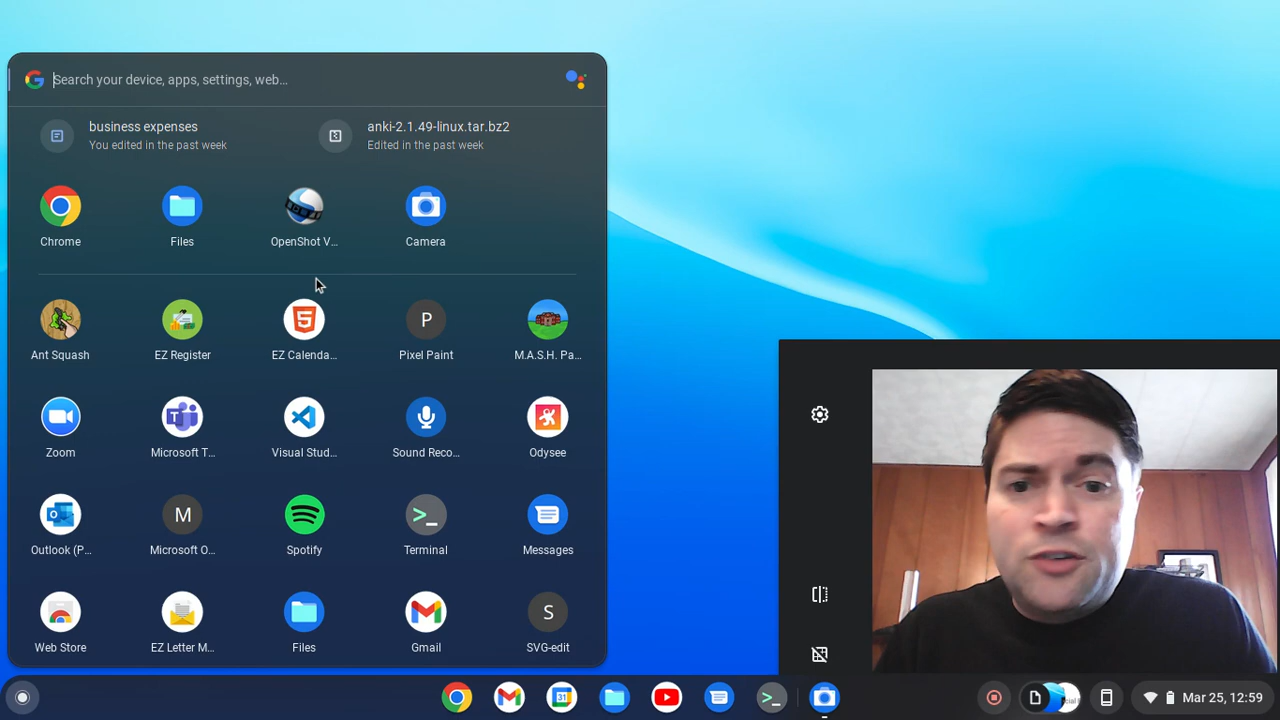 Search your device, apps, settings, web...
business expenses
You edited in the past week
anki-2.1.49-linux.tar.bz2
Edited in the past week
Chrome
Files
OpenShot V...
Camera
Ant Squash
EZ Register
EZ Calenda...
P
Pixel Paint
M.A.S.H. Pa...
Zoom
Microsoft T...
Visual Stud...
Sound Reco...
Odysee
Outlook (P...
M
Microsoft O...
Spotify
Terminal
Messages
Web Store
EZ Letter M...
Files
Gmail
S
SVG-edit
31
Mar 25, 12:59